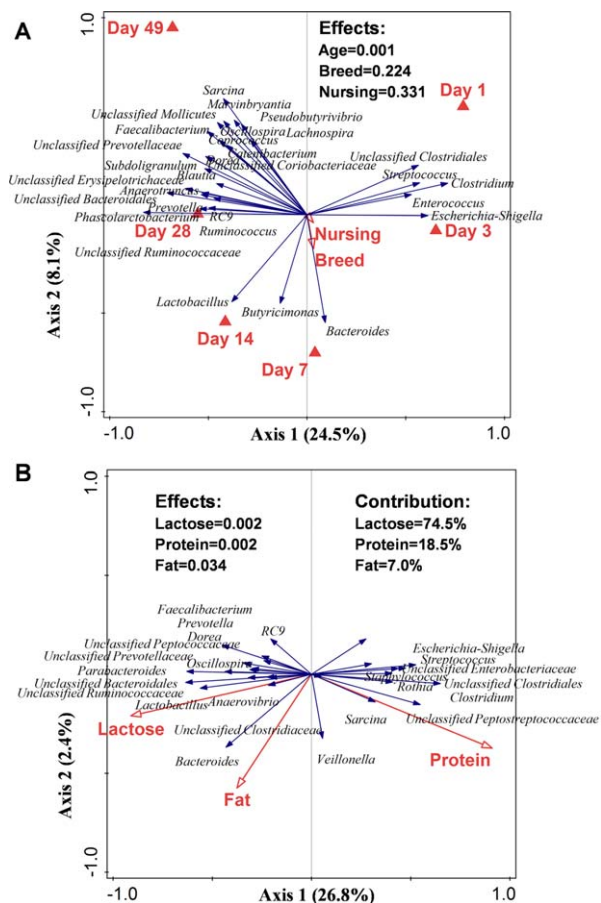 A
1.0
Day 49
Effects:
Age=0.001
Breed=0.224
Nursing=0.331
Day 1
Sarcina
Marvinbryantia
Unclassified Mollicutes
Pseudobutyrivibrio
Faecalibacterium
Oscillospira
Lachnospira
Coprococcus
Unclassified Prevotellaceae
Catenibacterium
Dorea
Unclassified Coriobacteriaceae
Unclassified Clostridiales
Subdoligranulum
Blautia
Streptococcus
Clostridium
Unclassified Erysipelotrichaceae
Anaerotruncus
Unclassified Bacteroidales
Enterococcus
Prevotella
RC9
Phascolarctobacterium
Escherichia-Shigella
Day 28
Ruminococcus
Nursing
Day 3
Unclassified Ruminococcaceae
Breed
Lactobacillus
Butyricimonas
Bacteroides
Day 14
Day 7
Axis 2 (8.1%)
-1.0
-1.0
Axis 1 (24.5%)
1.0
B
1.0
Effects:
Lactose=0.002
Protein=0.002
Fat=0.034
Contribution:
Lactose=74.5%
Protein=18.5%
Fat=7.0%
Faecalibacterium
Prevotella
RC9
Dorea
Unclassified Peptococcaceae
Escherichia-Shigella
Unclassified Prevotellaceae
Oscillospira
Streptococcus
Parabacteroides
Unclassified Enterobacteriaceae
Staphylococcus
Unclassified Bacteroidales
Rothia
Unclassified Clostridiales
Unclassified Ruminococcaceae
Clostridium
Lactobacillus
Anaerovibrio
Sarcina
Unclassified Peptostreptococcaceae
Lactose
Unclassified Clostridiaceae
Bacteroides
Veillonella
Protein
Fat
Axis 2 (2.4%)
-1.0
-1.0
Axis 1 (26.8%)
1.0